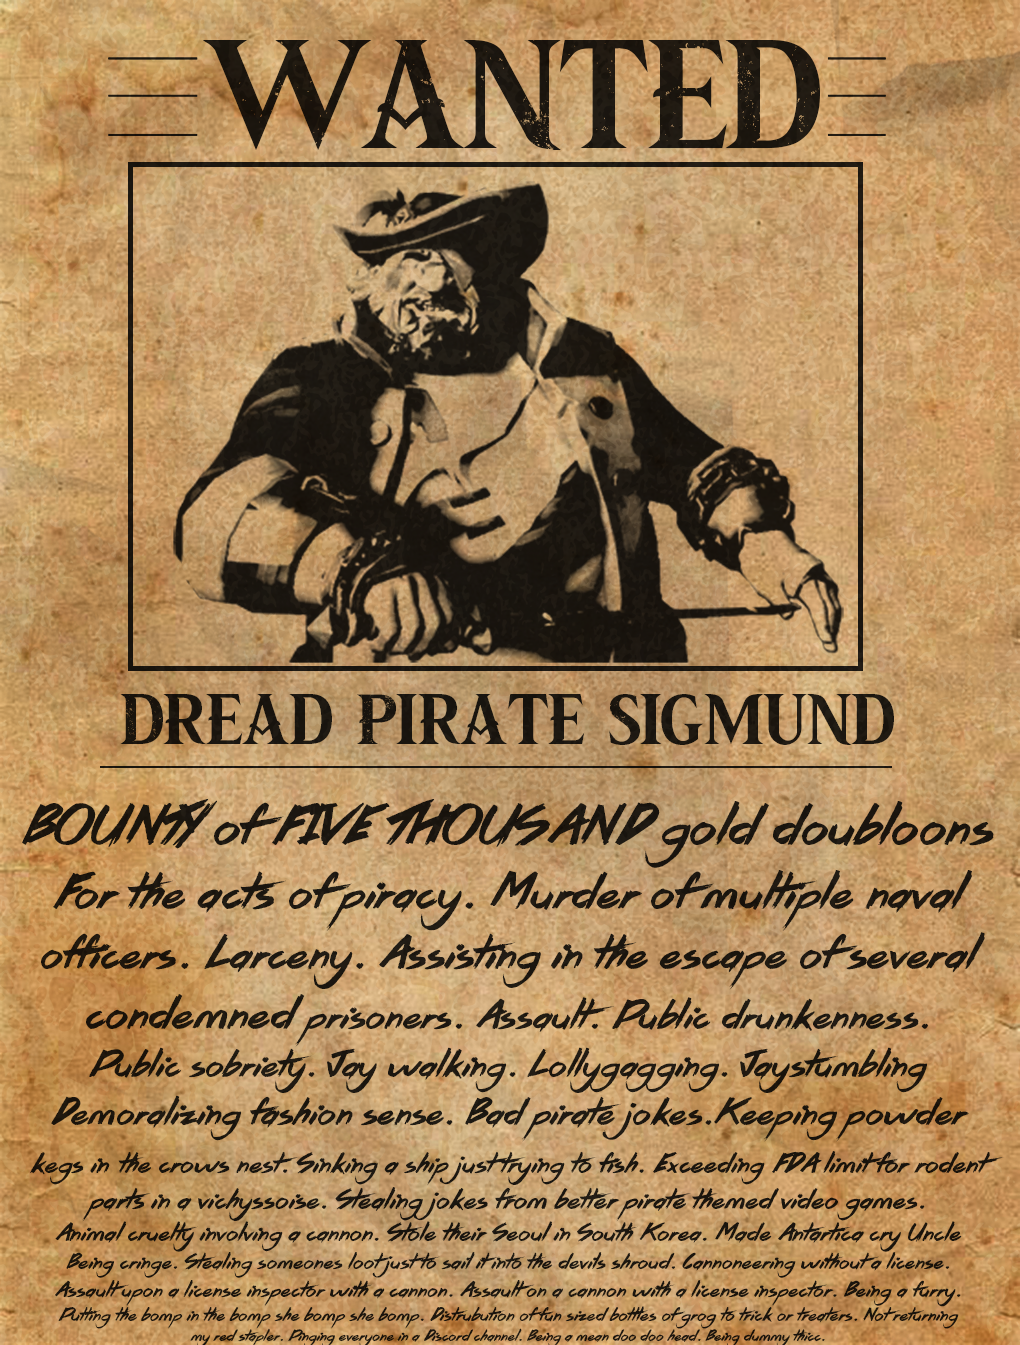 WANTED
DREAD PIRATE SIGMUND
BOUNTY of FIVE THOUSAND gold doubloons
For the acts of piracy. Murder of multiple naval
officers. Larceny. Assisting in the escape of several
condemned prisoners. Assault. Public drunkenness.
Public sobriety. Jay walking. Lollygagging. Jaystumbling
Demoralizing fashion sense. Bad pirate jokes.Keeping powder
kegs in the crows nest. Sinking a ship just trying to fish. Exceeding FDA limit for rodent
parts in a vichyssoise. Stealing jokes from better pirate themed video games.
Animal cruelty involving a cannon. Stole their Seoul in South Korea. Made Antartica cry Uncle
Being cringe. Stealing someones loot just to sail it into the devils shroud. Cannoneering without a license.
Assault upon a license inspector with a cannon. Assault on a cannon with a license inspector. Being a furry.
Putting the bomp in the bomp she bomp she bomp. Distrubution of fun sized bottles of grog to trick or treaters. Not returning
my red stapler. Pinging everyone in a Discord channel. Being a mean doo doo head. Being dummy thicc.